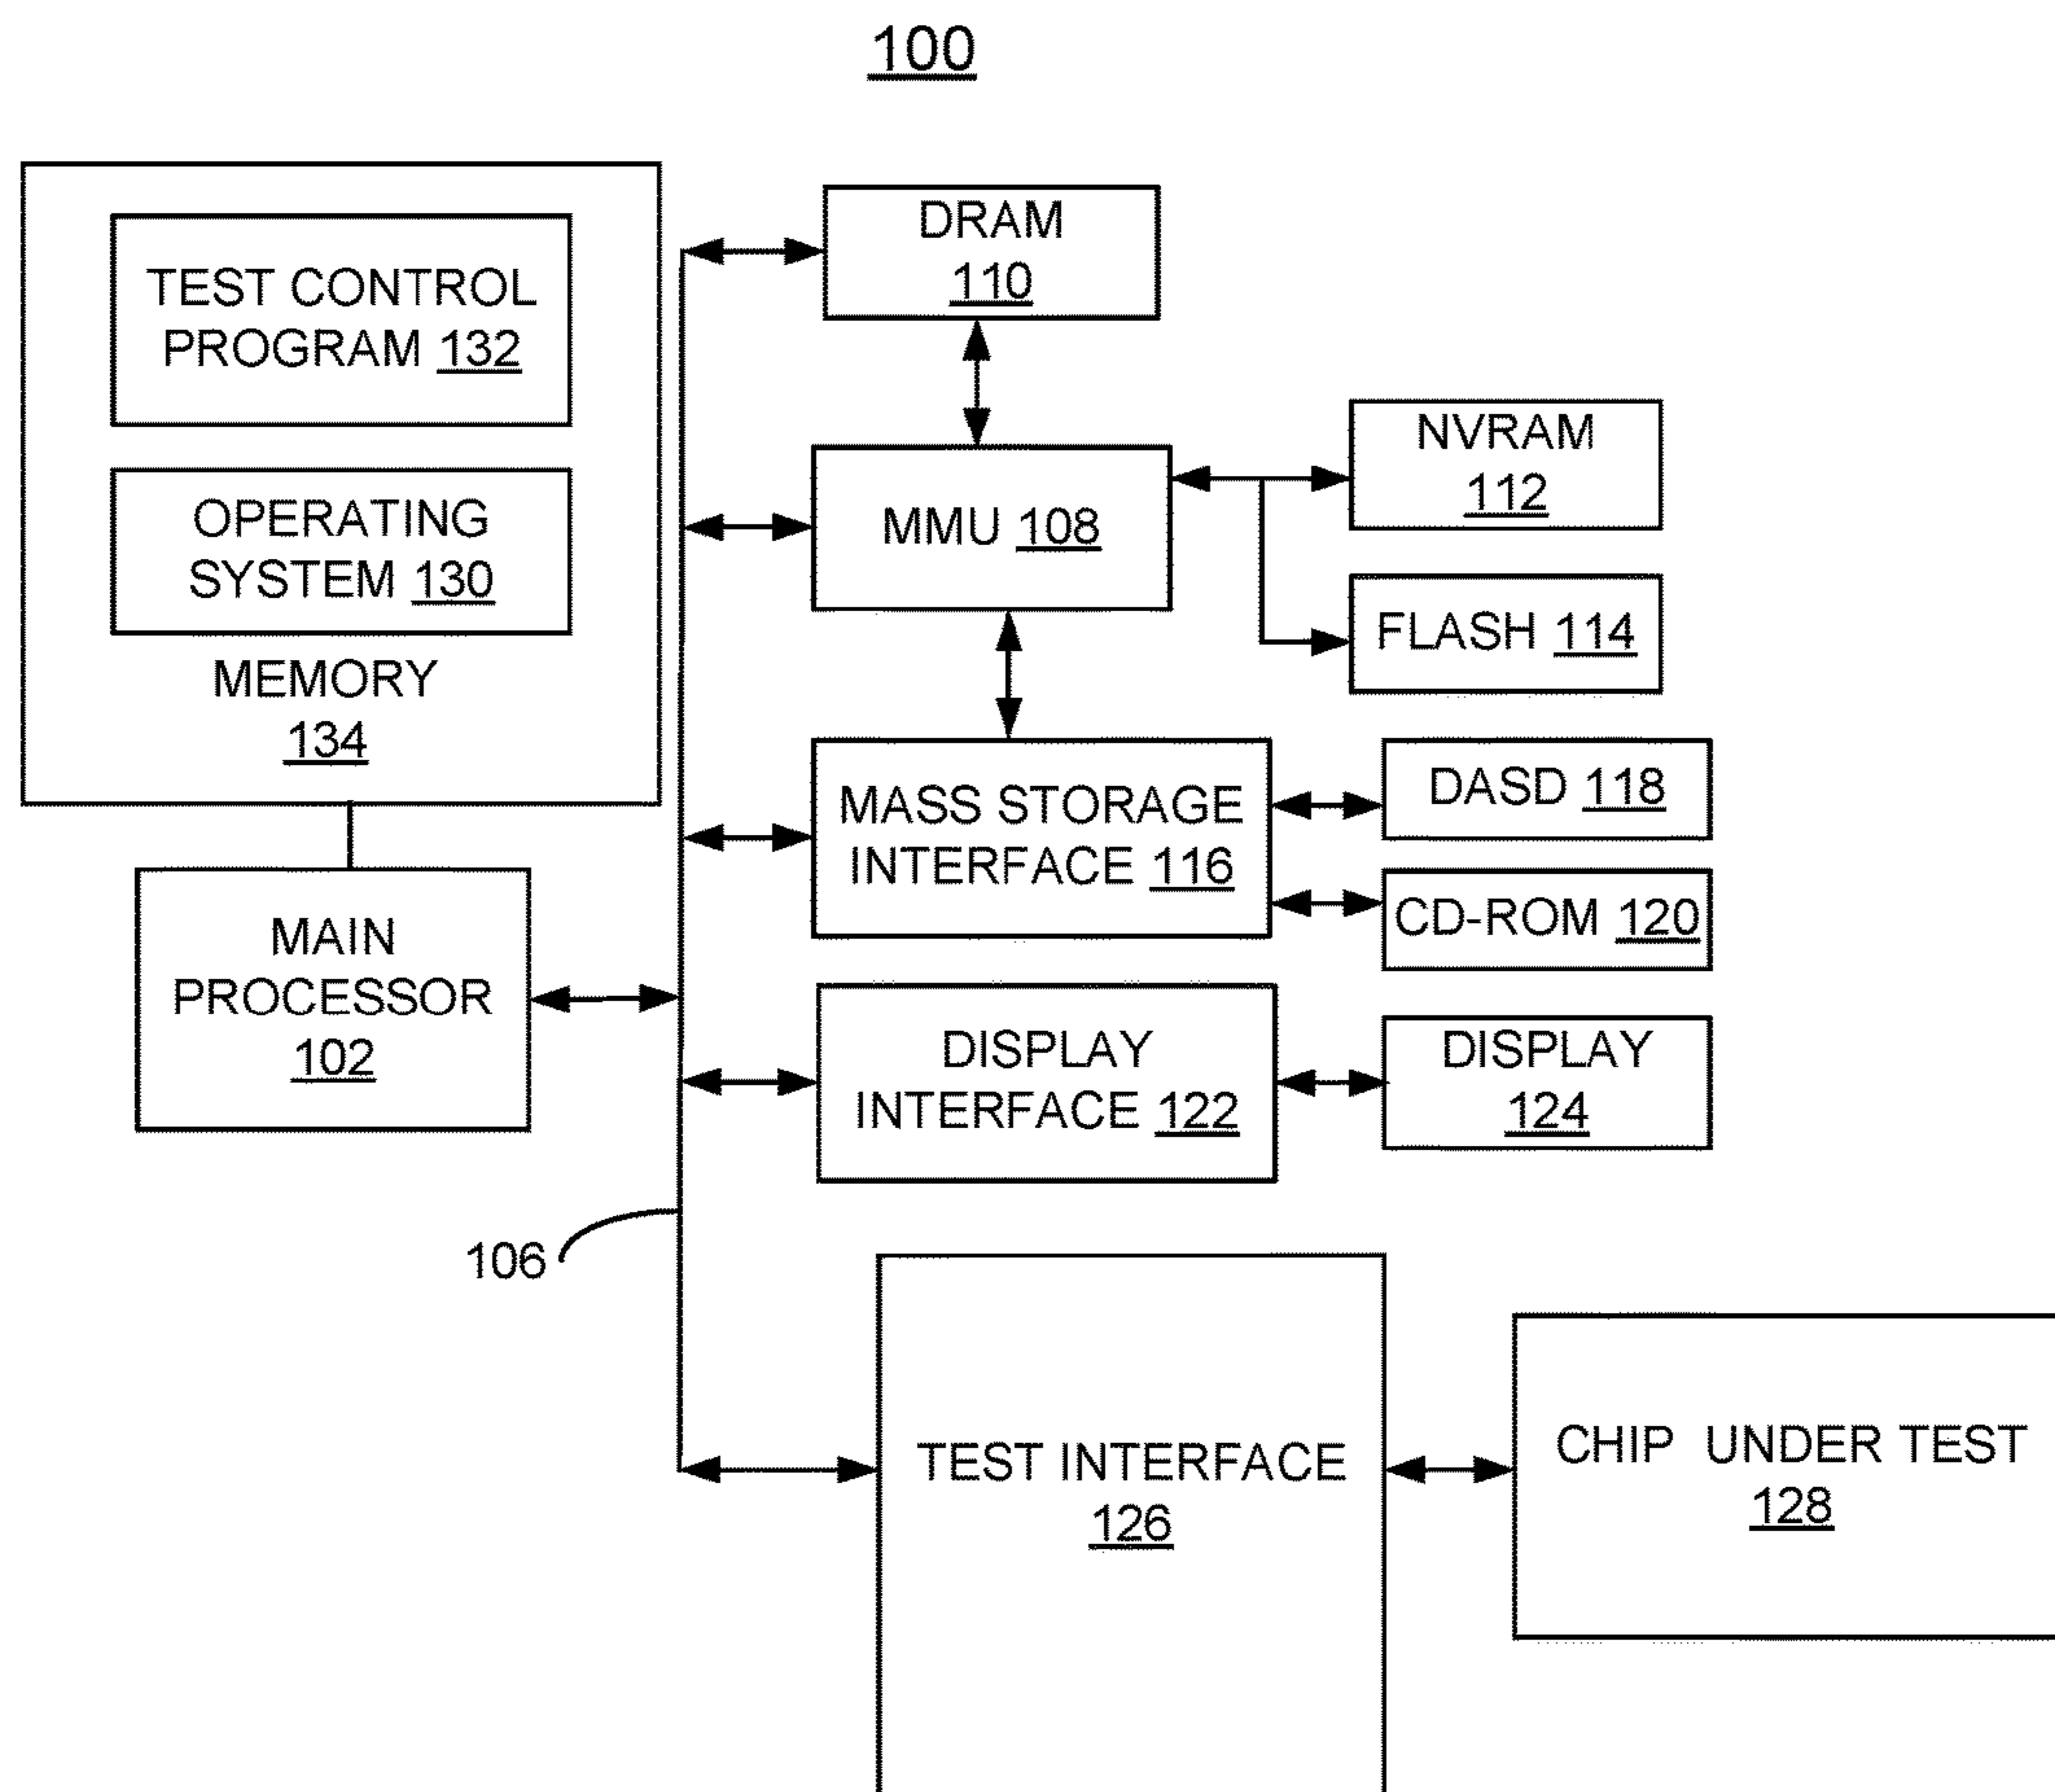 100
TEST CONTROL
PROGRAM 132
OPERATING
SYSTEM 130
MEMORY
134
MAIN
PROCESSOR
102
106
DRAM
110
MMU 108
NVRAM
112
FLASH 114
MASS STORAGE
INTERFACE 116
DASD 118
CD-ROM 120
DISPLAY
INTERFACE 122
DISPLAY
124
TEST INTERFACE
126
CHIP UNDER TEST
128